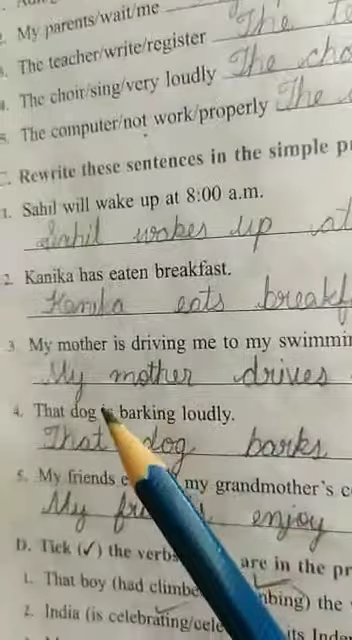 My parents/wait/me
The teacher/write/register The
The choir/sing/very loudly The cho
5. The computer/not work/properly The
C. Rewrite these sentences in the simple pr
1. Sahil will wake up at 8:00 a.m.
Sahil wakes up at
2. Kanika has eaten breakfast.
Kanika eats breakf
3. My mother is driving me to my swimmin
My mother drives
4. That dog is barking loudly.
That dog barks
5. My friends e my grandmother's c
My fri enjoy
D. Tick (✓) the verbs are in the pr
1. That boy (had climbe bing) the
2. India (is celebrating/cele its Inde